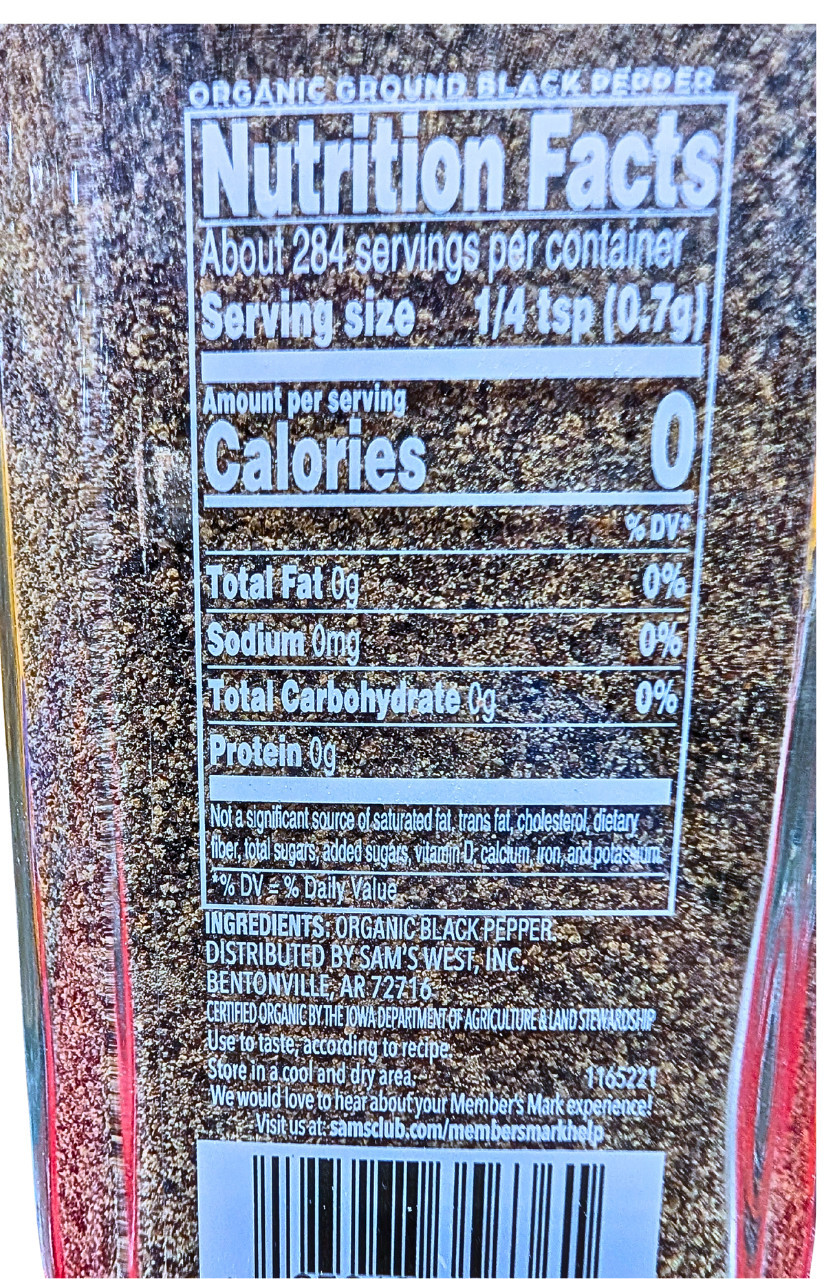 ORGANIC GROUND BLACK PEPPER
Nutrition Facts
About 284 servings per container
Serving size 1/4 tsp (0.7g)
Amount per serving
Calories 0
% DV*
Total Fat 0g 0%
Sodium 0mg 0%
Total Carbohydrate 0g 0%
Protein 0g
Not a significant source of saturated fat, trans fat, cholesterol, dietary
fiber, total sugars, added sugars, vitamin D, calcium, iron, and potassium.
*% DV = % Daily Value
INGREDIENTS: ORGANIC BLACK PEPPER.
DISTRIBUTED BY SAM'S WEST, INC.
BENTONVILLE, AR 72716
CERTIFIED ORGANIC BY THE IOWA DEPARTMENT OF AGRICULTURE & LAND STEWARDSHIP
Use to taste, according to recipe.
Store in a cool and dry area. 1165221
We would love to hear about your Member's Mark experience!
Visit us at: samsclub.com/membersmarkhelp